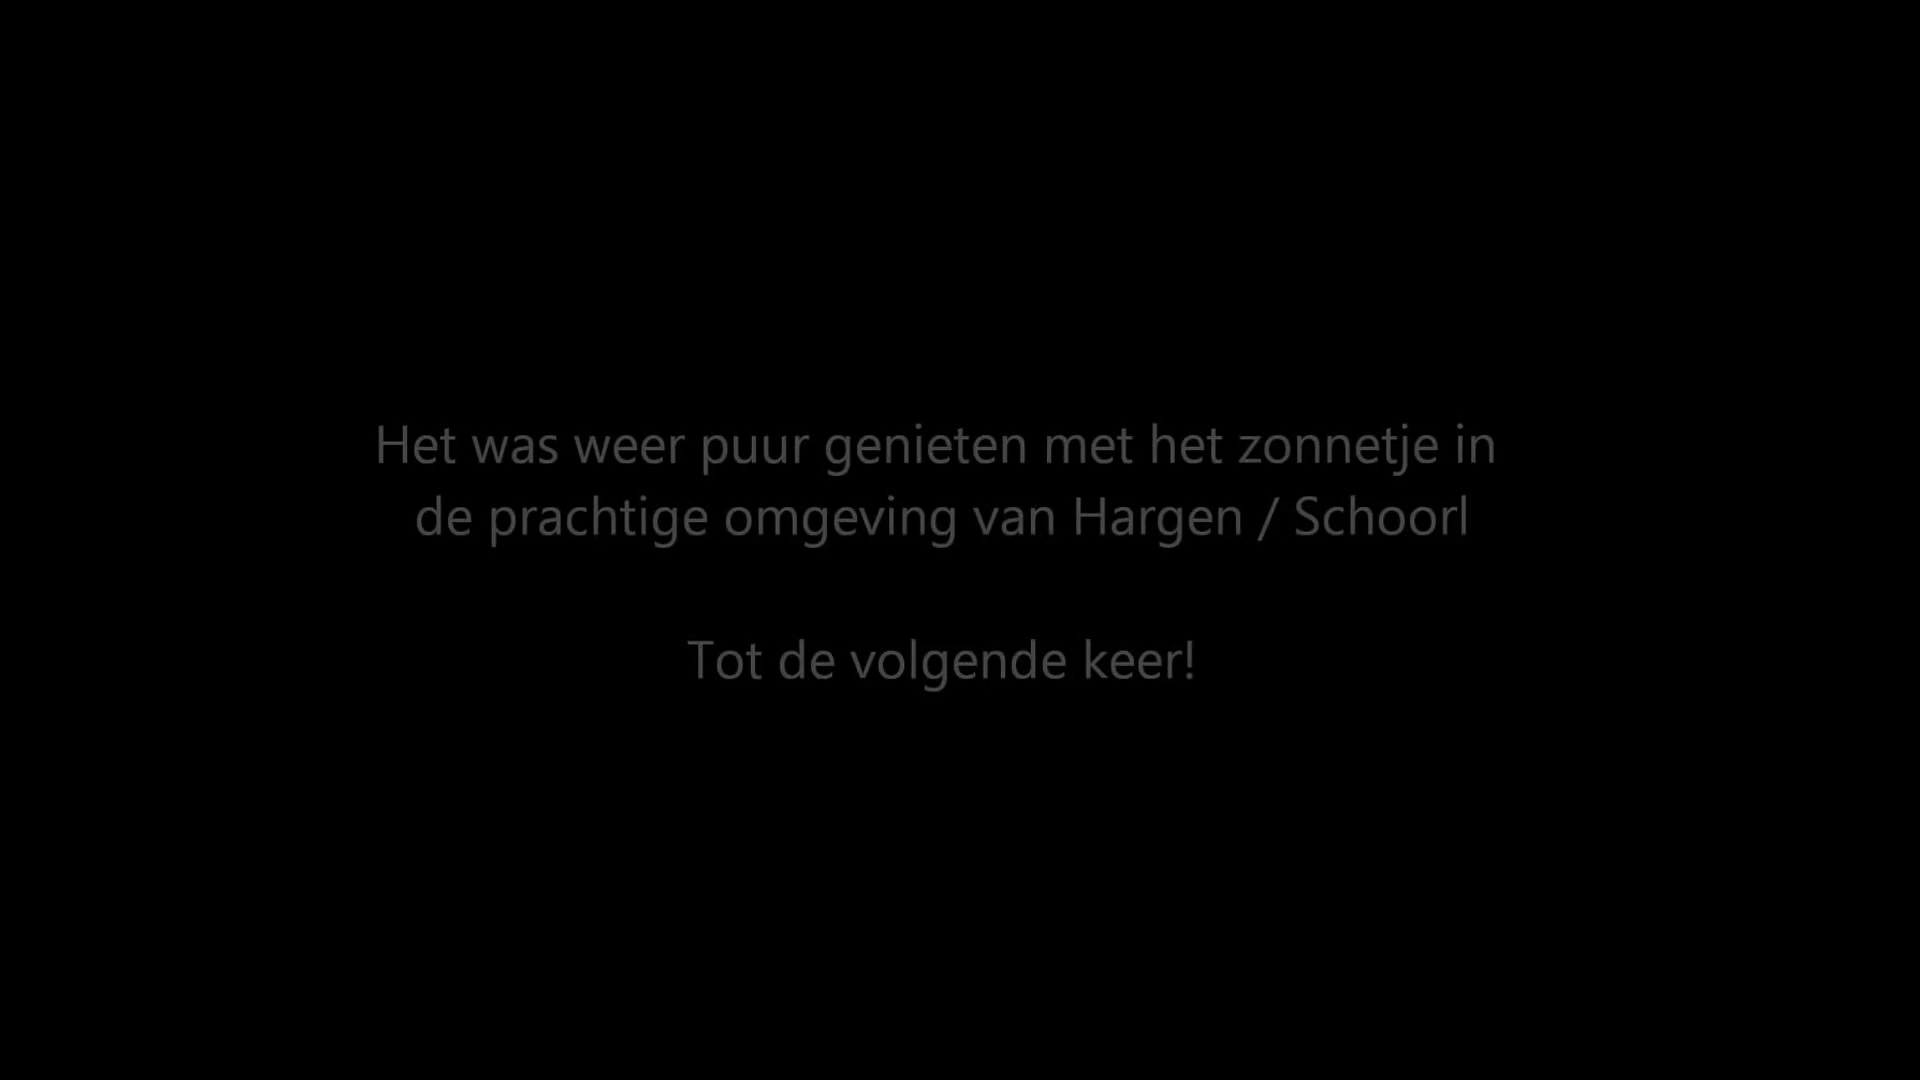 Het was weer puur genieten met het zonnetje in
de prachtige omgeving van Hargen / Schoorl
Tot de volgende keer!